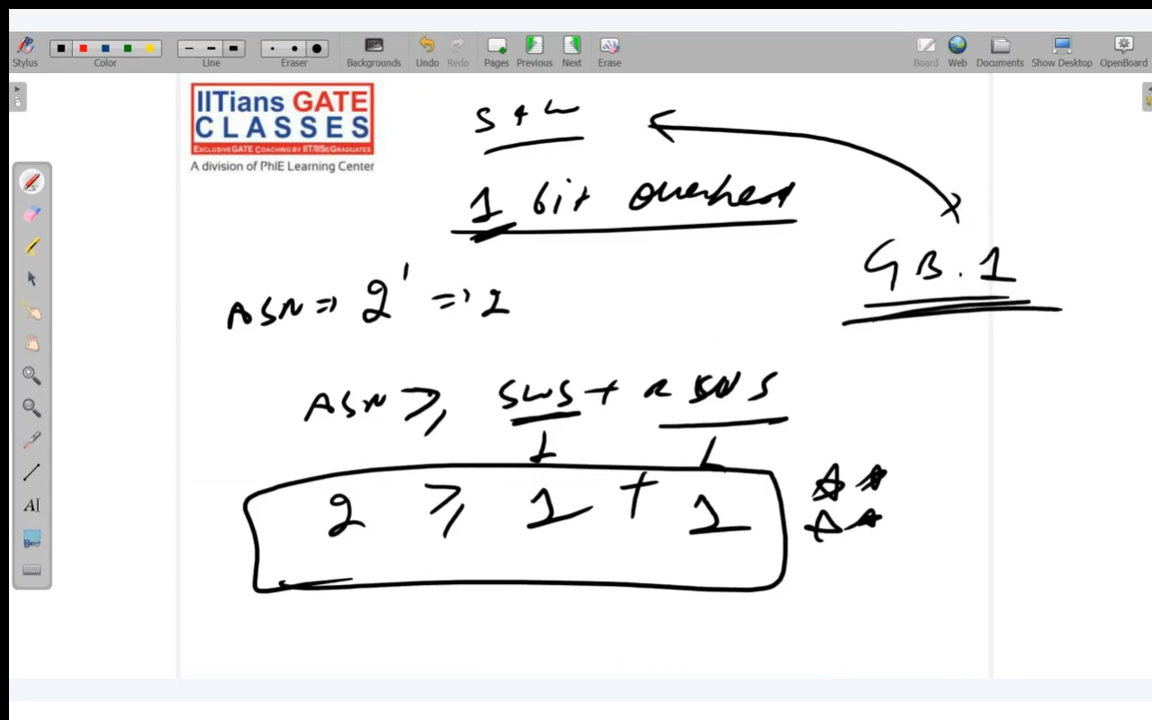 Stylus Color Line Eraser Backgrounds Undo Redo Pages Previous Next Erase Board Web Documents Show Desktop OpenBoard
IITians GATE
CLASSES
EXCLUSIVE GATE COACHING BY IIT/IISC GRADUATES
A division of PhIE Learning Center
S & W
1 bit overhead
GB.1
ASN ⇒ 2¹ ⇒ 2
ASN ≥ SWS + RWS
1 1
2 ≥ 1 + 1